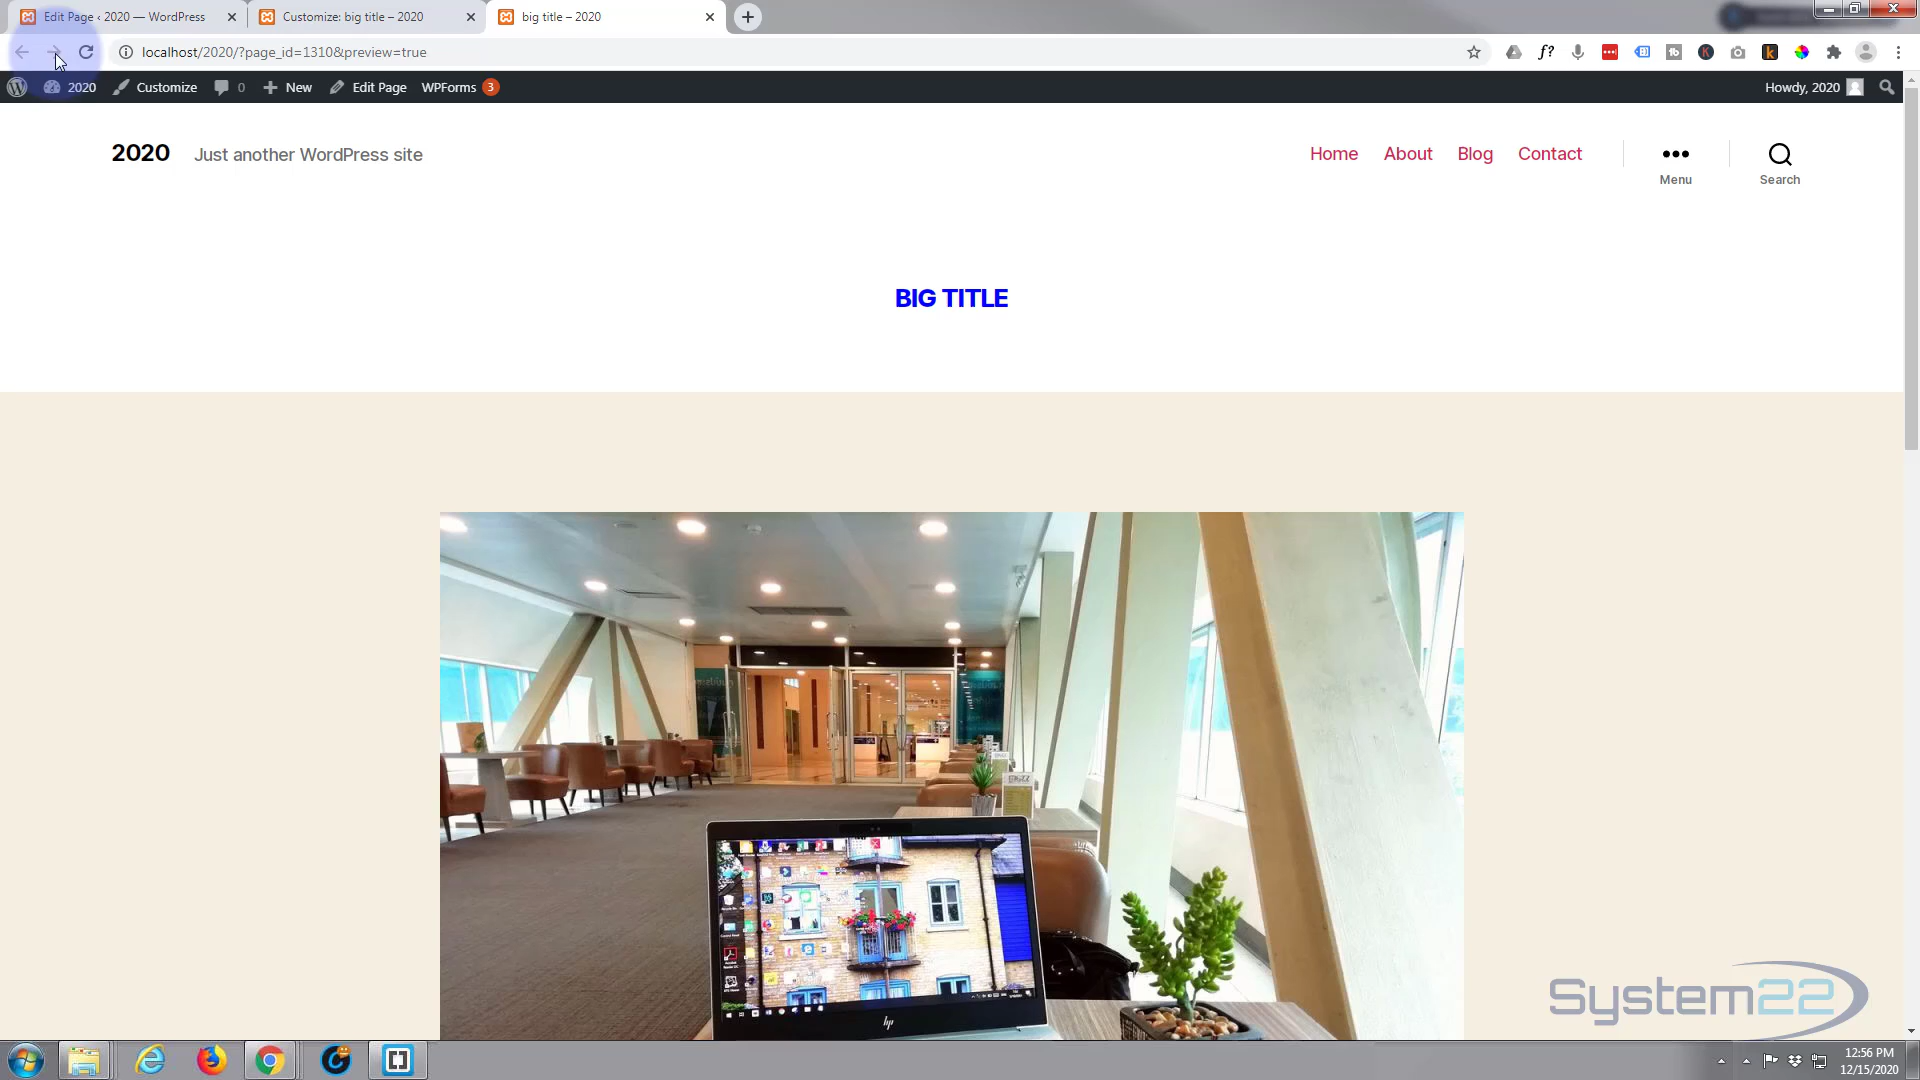 Edit Page ‹ 2020 — WordPress
Customize: big title – 2020
big title – 2020
localhost/2020/?page_id=1310&preview=true
2020
Customize
0
New
Edit Page
WPForms
3
Howdy, 2020
2020
Just another WordPress site
Home
About
Blog
Contact
Menu
Search
BIG TITLE
hp
System22
12:56 PM
12/15/2020